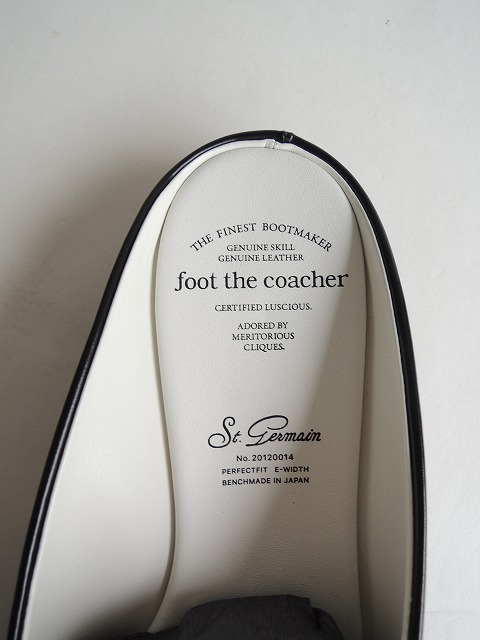 THE FINEST BOOTMAKER
GENUINE SKILL
GENUINE LEATHER
foot the coacher
CERTIFIED LUSCIOUS.
ADORED BY
MERITORIOUS
CLIQUES.
St. Germain
No. 20120014
PERFECTFIT E-WIDTH
BENCHMADE IN JAPAN